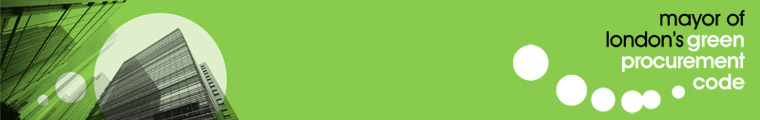 mayor of
london's green
procurement
code